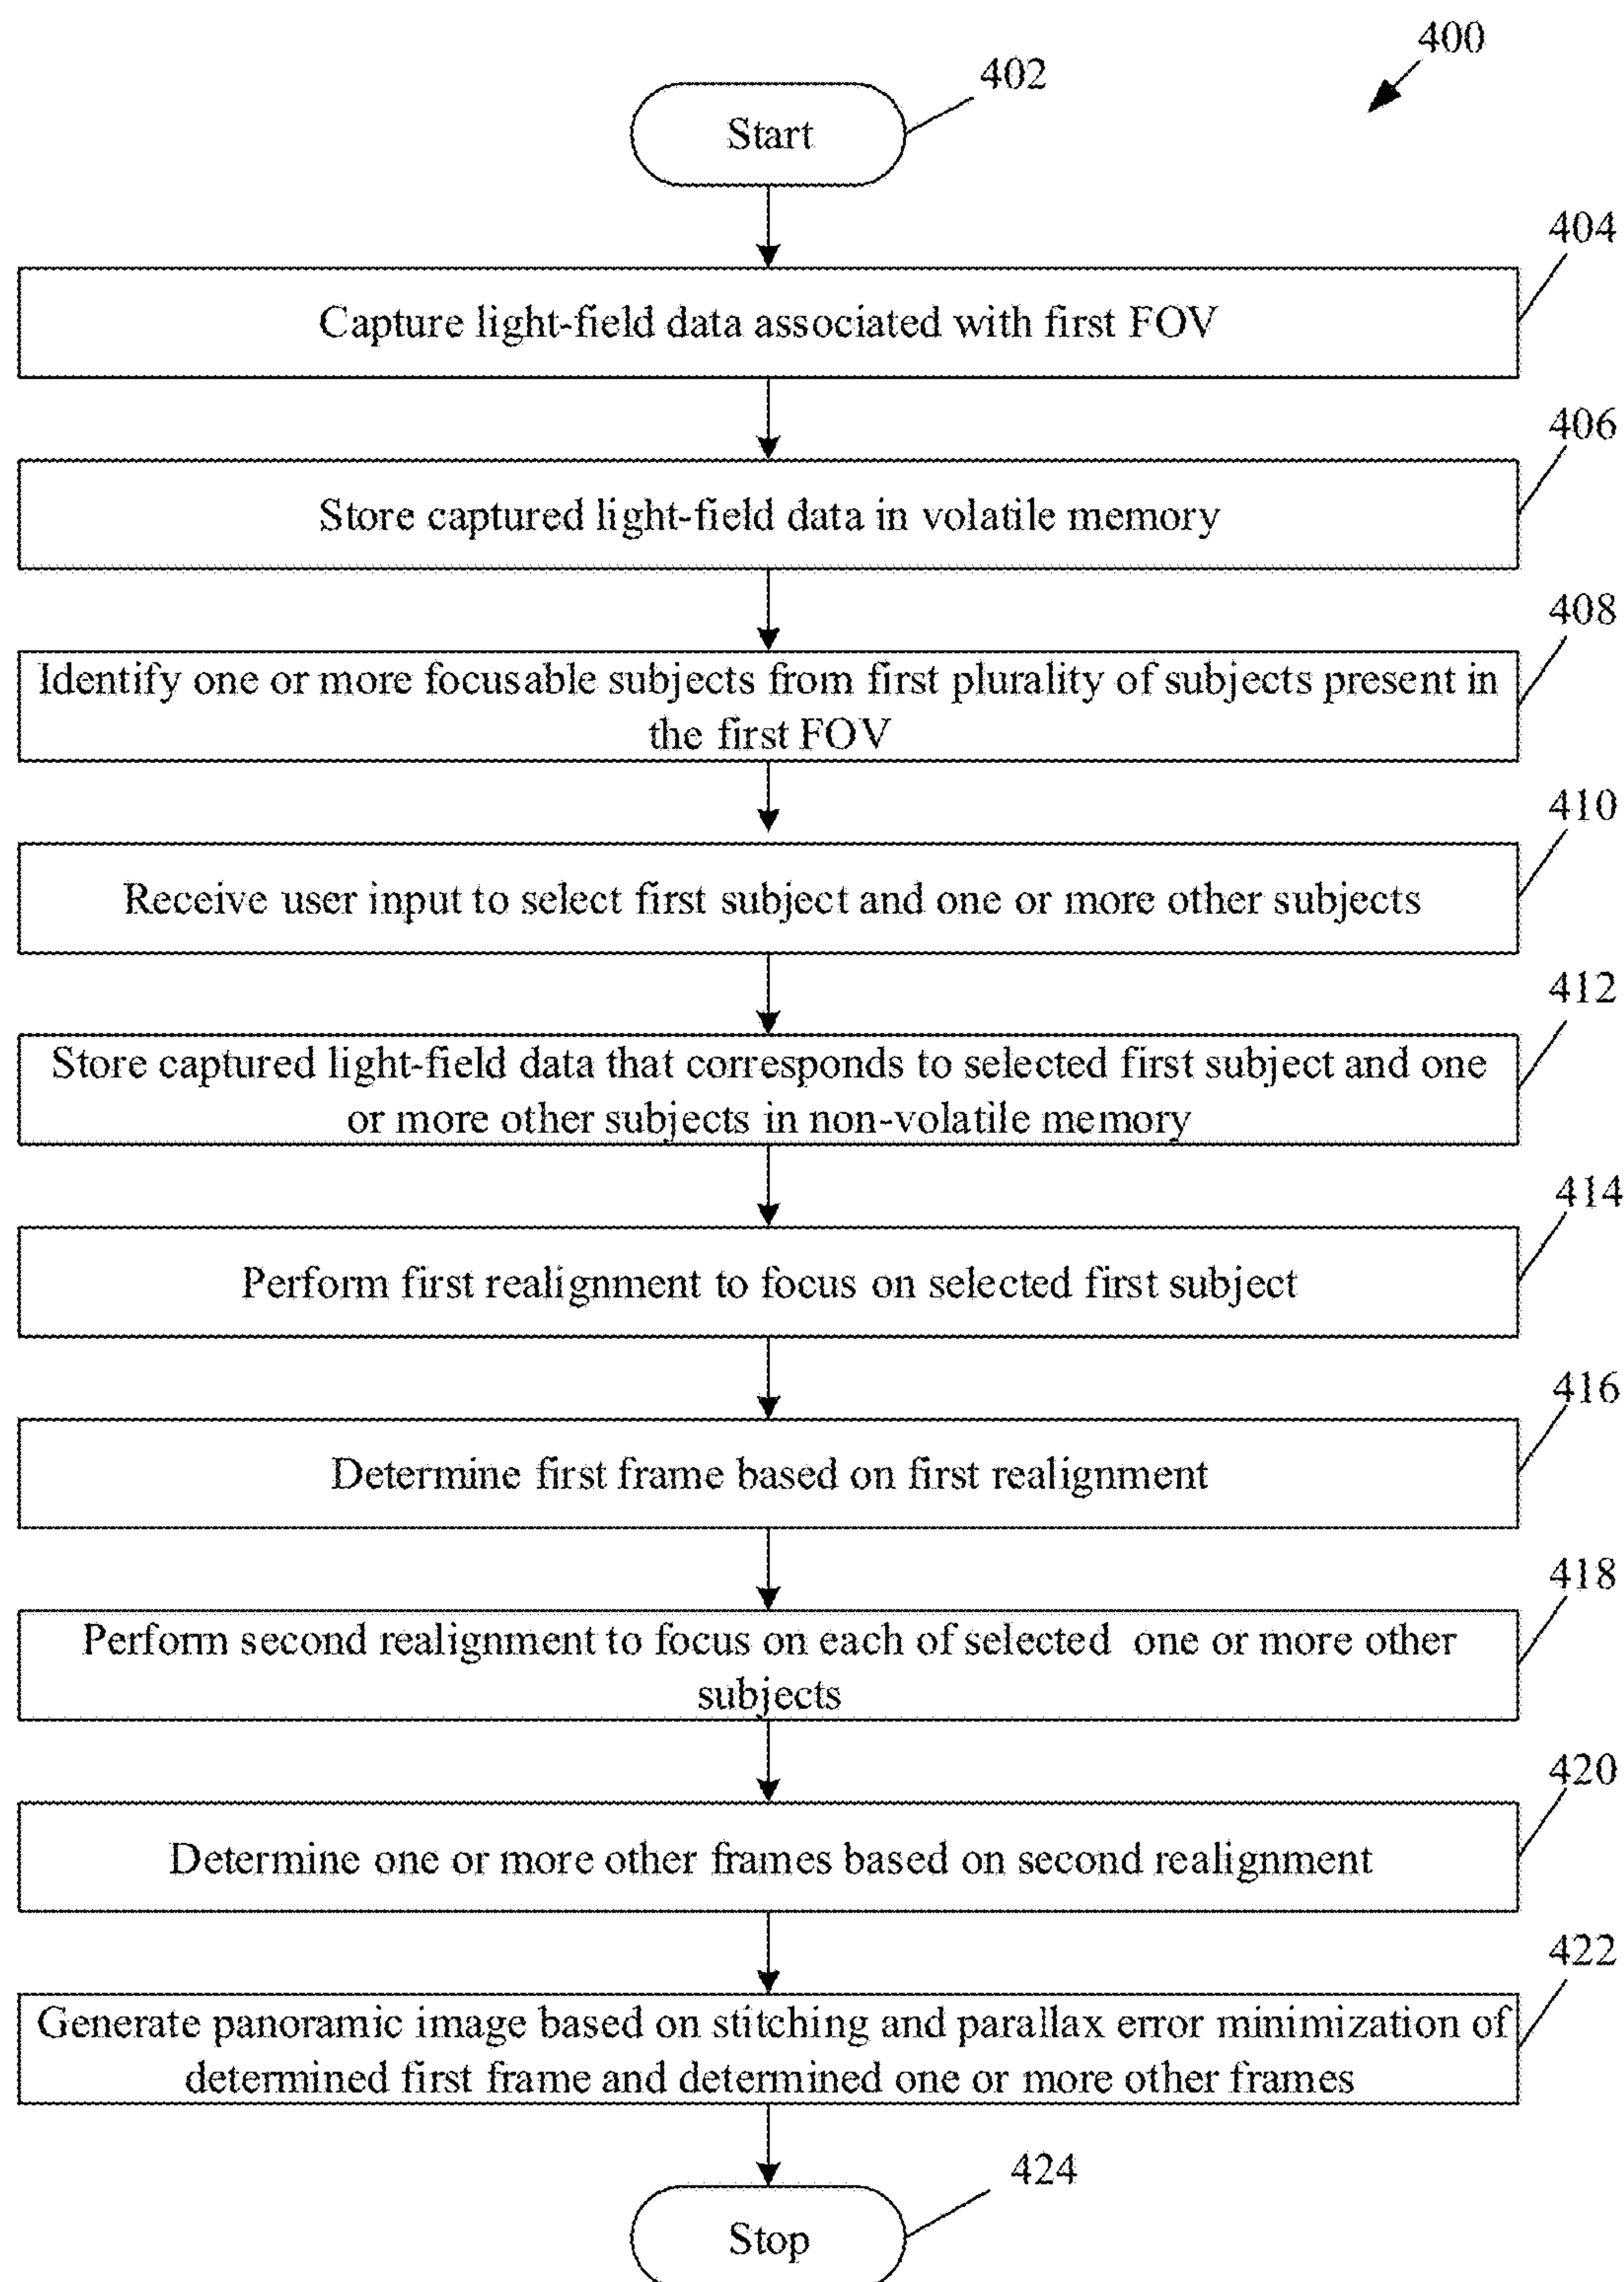 400
402
Start
404
Capture light-field data associated with first FOV
406
Store captured light-field data in volatile memory
408
Identify one or more focusable subjects from first plurality of subjects present in
the first FOV
410
Receive user input to select first subject and one or more other subjects
412
Store captured light-field data that corresponds to selected first subject and one
or more other subjects in non-volatile memory
414
Perform first realignment to focus on selected first subject
416
Determine first frame based on first realignment
418
Perform second realignment to focus on each of selected one or more other
subjects
420
Determine one or more other frames based on second realignment
422
Generate panoramic image based on stitching and parallax error minimization of
determined first frame and determined one or more other frames
424
Stop